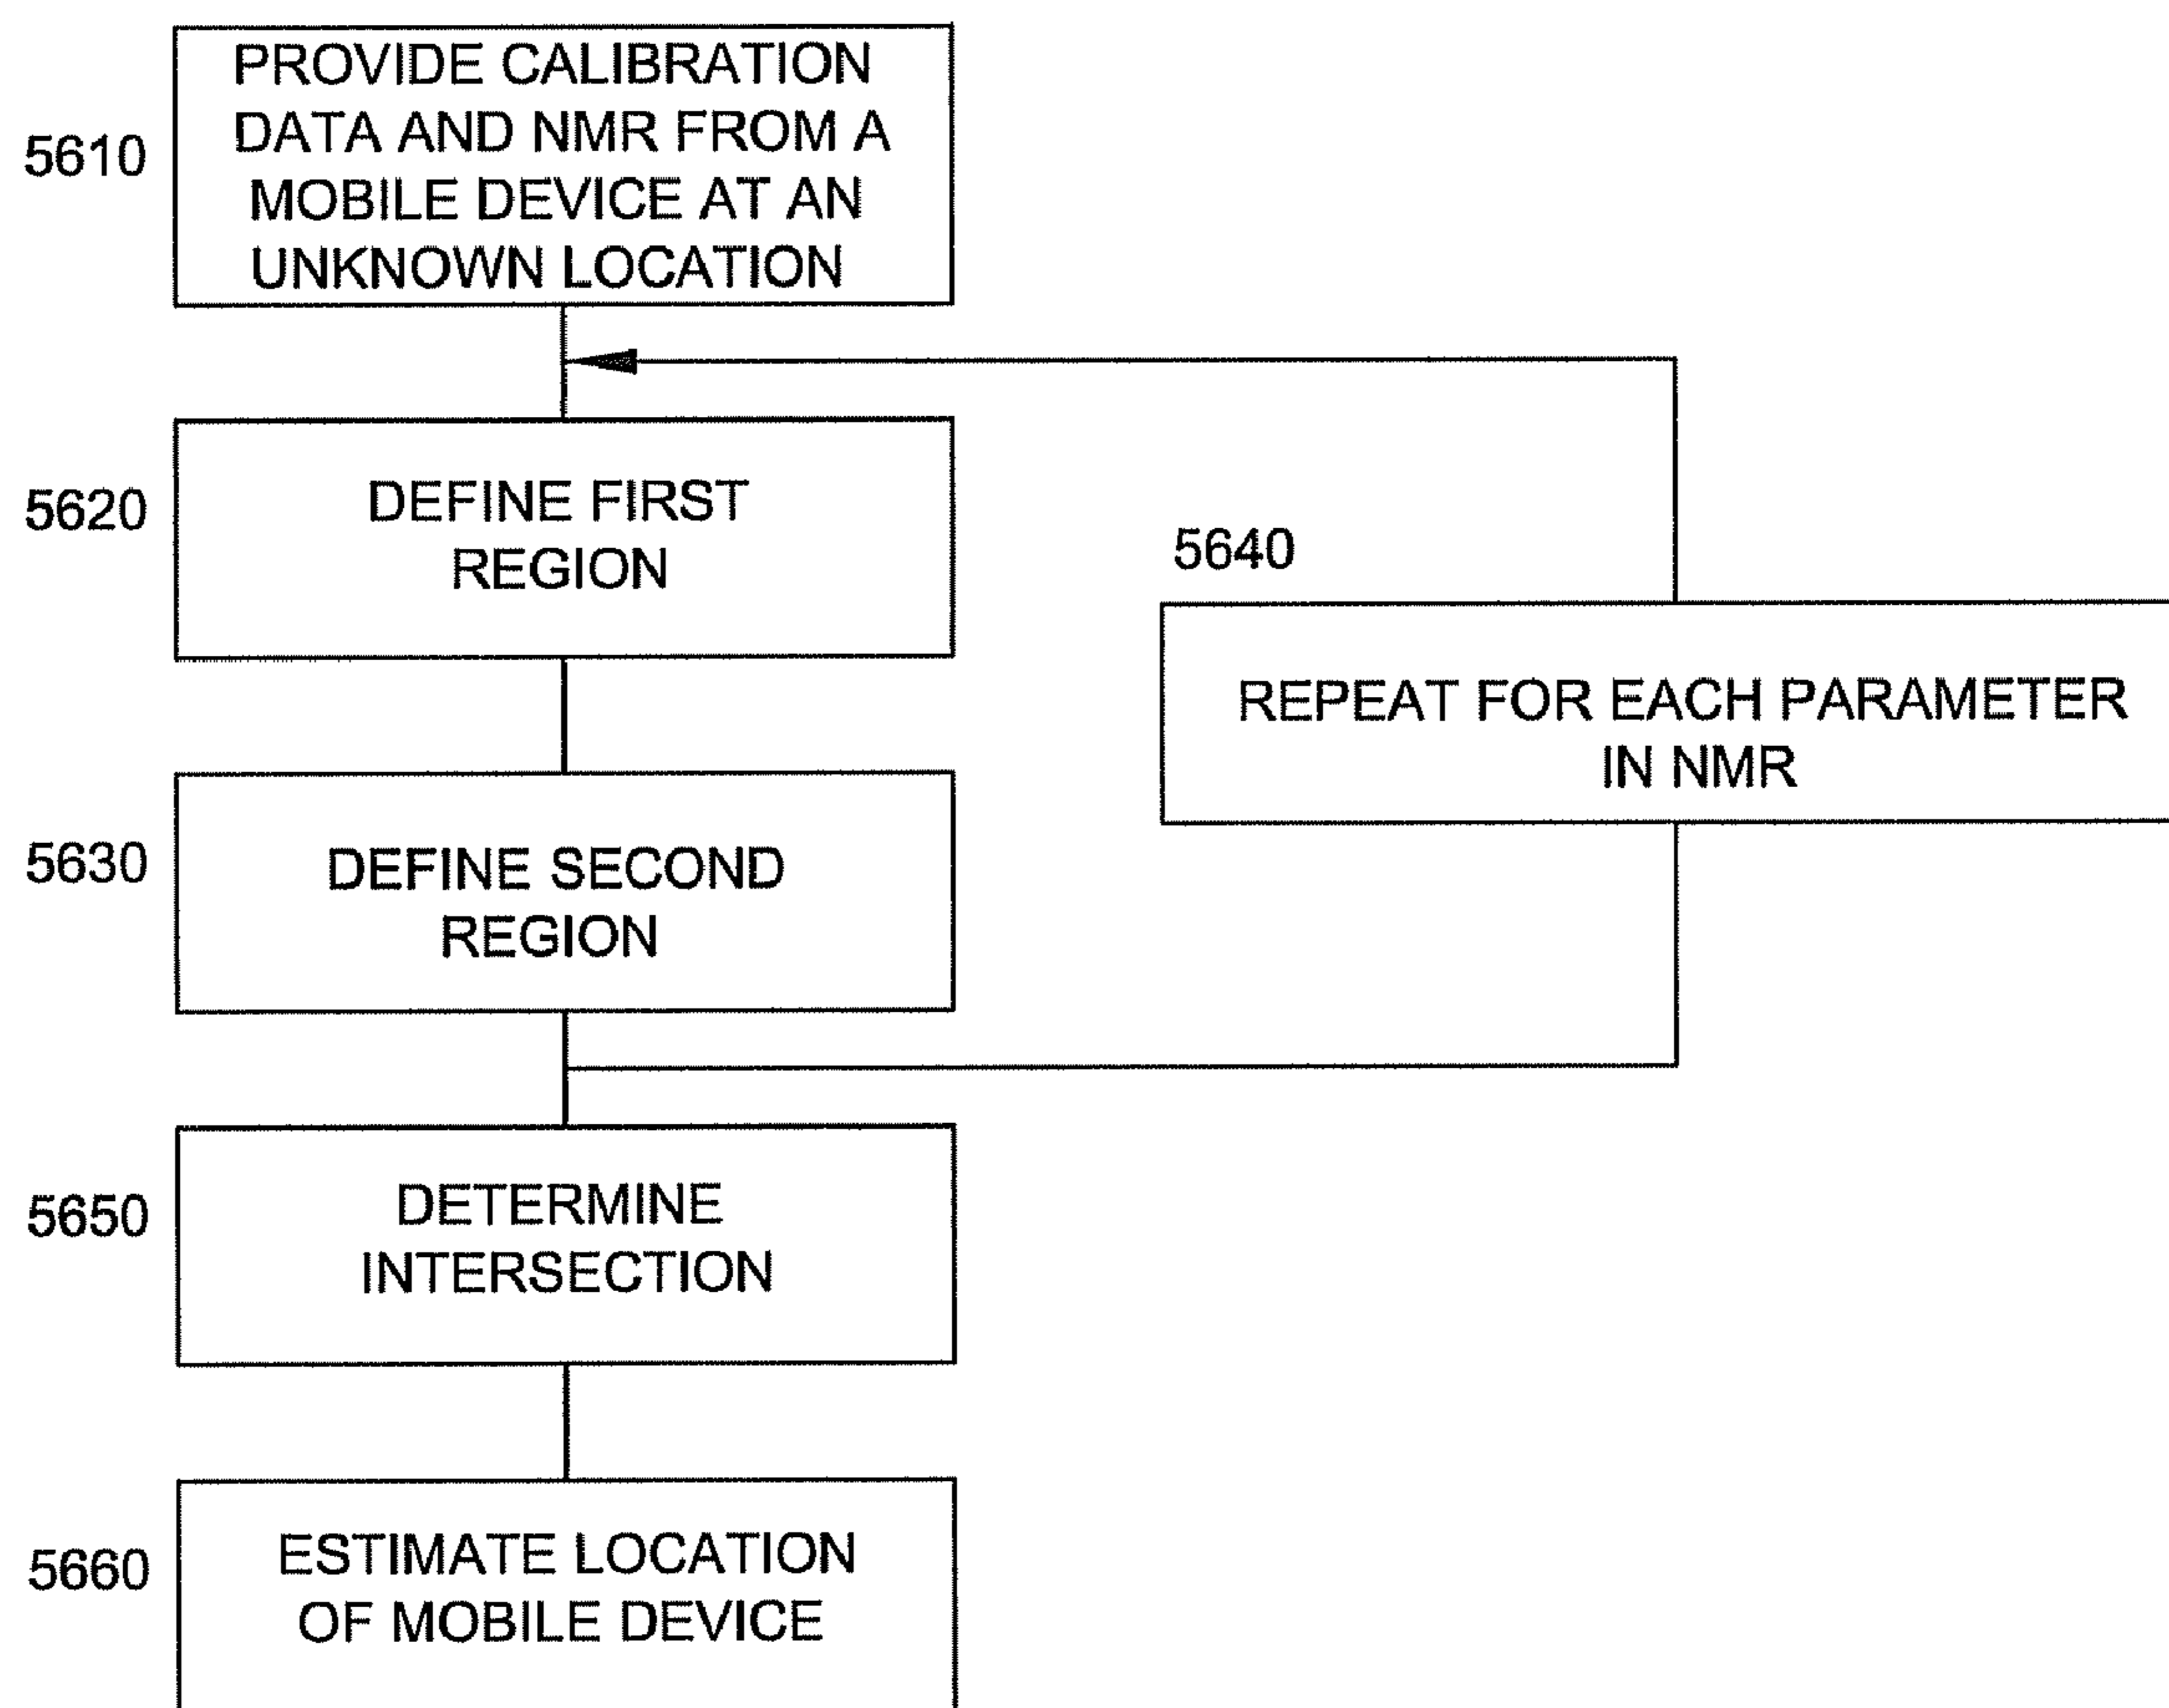 5610
PROVIDE CALIBRATION
DATA AND NMR FROM A
MOBILE DEVICE AT AN
UNKNOWN LOCATION
5620
DEFINE FIRST
REGION
5640
REPEAT FOR EACH PARAMETER
IN NMR
5630
DEFINE SECOND
REGION
5650
DETERMINE
INTERSECTION
5660
ESTIMATE LOCATION
OF MOBILE DEVICE